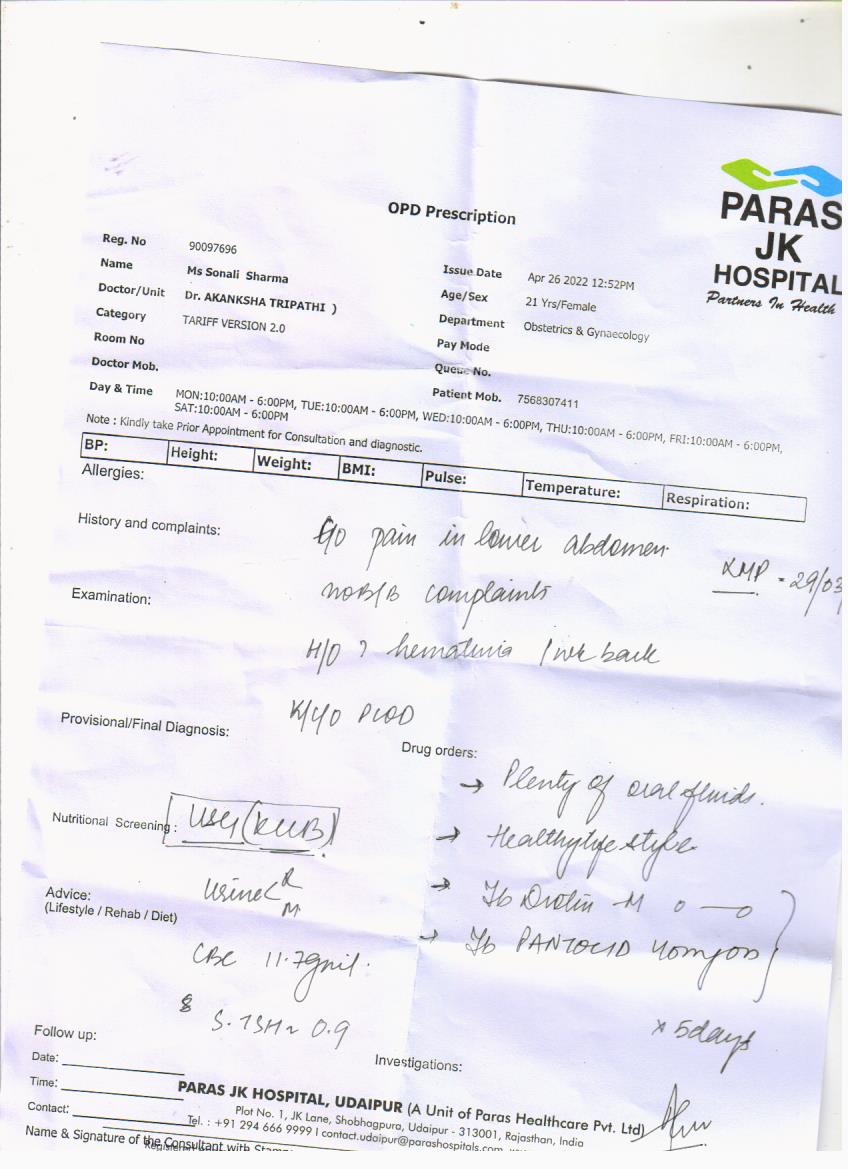 PARAS
JK
HOSPITAL
Partners In Health
OPD Prescription
Reg. No 90097696
Name Ms Sonali Sharma
Doctor/Unit Dr. AKANKSHA TRIPATHI )
Category TARIFF VERSION 2.0
Room No
Doctor Mob.
Issue Date Apr 26 2022 12:52PM
Age/Sex 21 Yrs/Female
Department Obstetrics & Gynaecology
Pay Mode
Queue No.
Patient Mob. 7568307411
Day & Time MON:10:00AM - 6:00PM, TUE:10:00AM - 6:00PM, WED:10:00AM - 6:00PM, THU:10:00AM - 6:00PM, FRI:10:00AM - 6:00PM,
SAT:10:00AM - 6:00PM
Note : Kindly take Prior Appointment for Consultation and diagnostic.
BP: Height: Weight: BMI: Pulse: Temperature: Respiration:
Allergies:
History and complaints: c/o pain in lower abdomen
LMP = 29/03
Examination: no B/B complaints
H/O ? hematuria 1 wk back
K/C/O PCOD
Provisional/Final Diagnosis:
Drug orders:
→ Plenty of oral fluids.
Nutritional Screening : USG (KUB)
→ Healthy lifestyle
Advice: Urine R
(Lifestyle / Rehab / Diet) M
→ Tb -M o — o
→ Tb PANTOCID
CBC 11.7
& S. TSH ~ 0.9
x 5 days
Follow up:
Investigations:
Date:
Time:
Contact:
PARAS JK HOSPITAL, UDAIPUR (A Unit of Paras Healthcare Pvt. Ltd)
Plot No. 1, JK Lane, Shobhagpura, Udaipur - 313001, Rajasthan, India
Tel. : +91 294 666 9999 I contact.udaipur@parashospitals.com
Name & Signature of the Consultant with Stamp